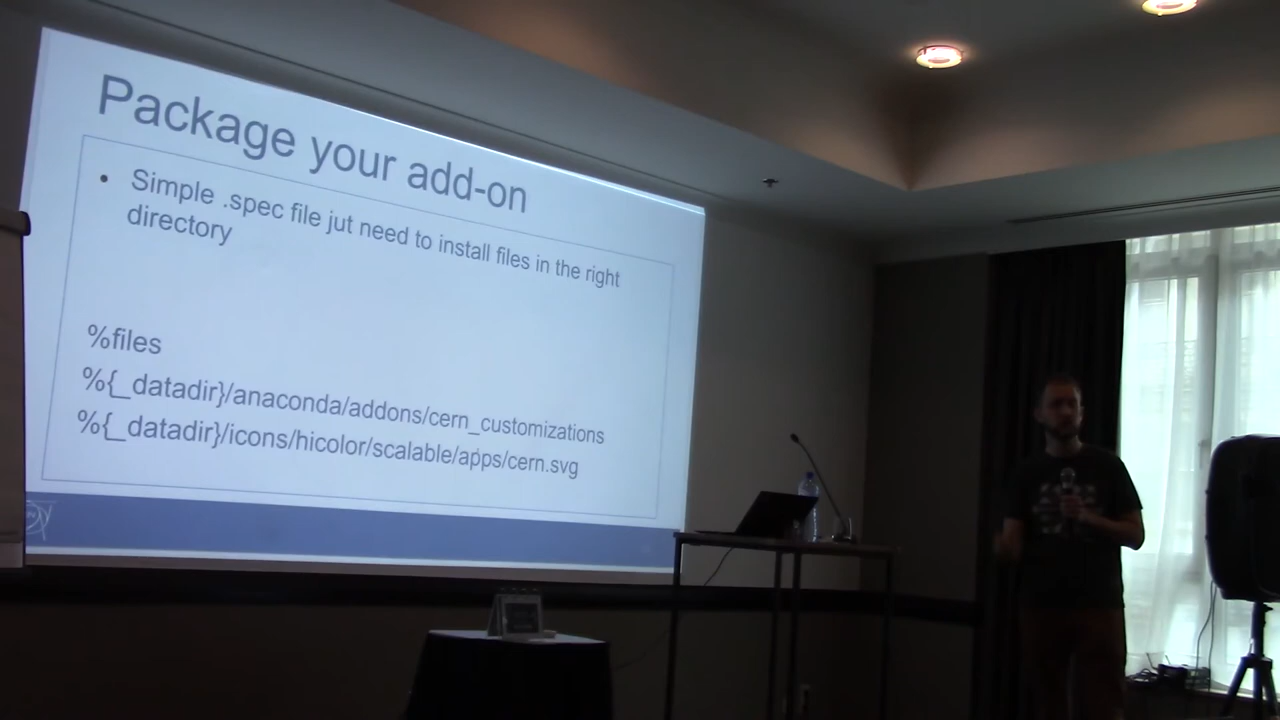 Package your add-on
• Simple .spec file jut need to install files in the right
directory
%files
%{_datadir}/anaconda/addons/cern_customizations
%{_datadir}/icons/hicolor/scalable/apps/cern.svg